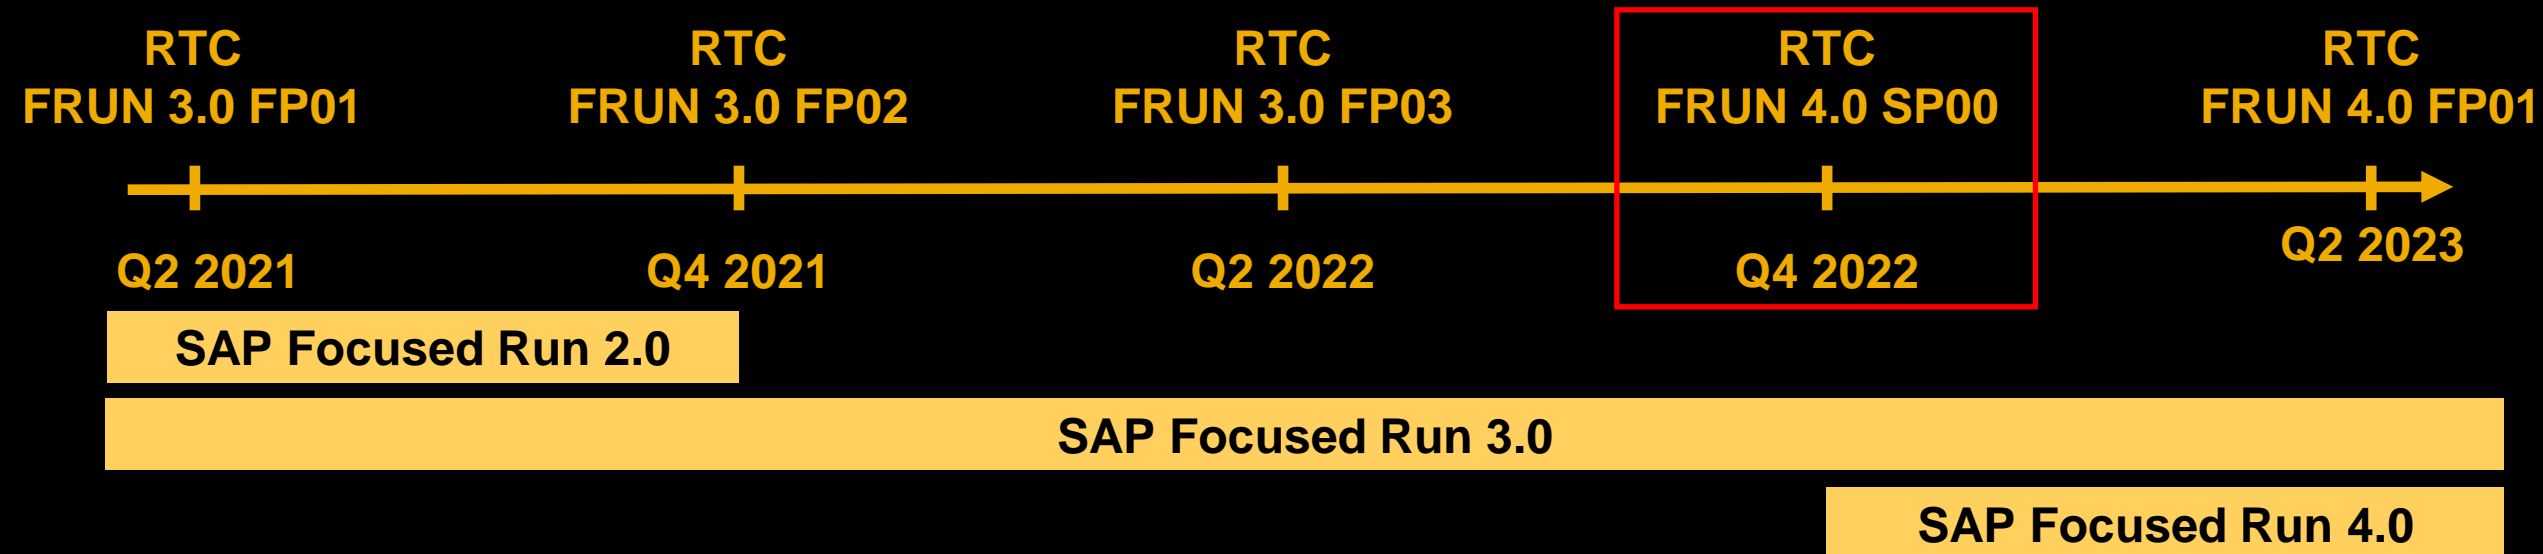 RTC
FRUN 3.0 FP01
RTC
FRUN 3.0 FP02
RTC
FRUN 3.0 FP03
RTC
FRUN 4.0 SP00
RTC
FRUN 4.0 FP01
Q2 2021
Q4 2021
Q2 2022
Q4 2022
Q2 2023
SAP Focused Run 2.0
SAP Focused Run 3.0
SAP Focused Run 4.0